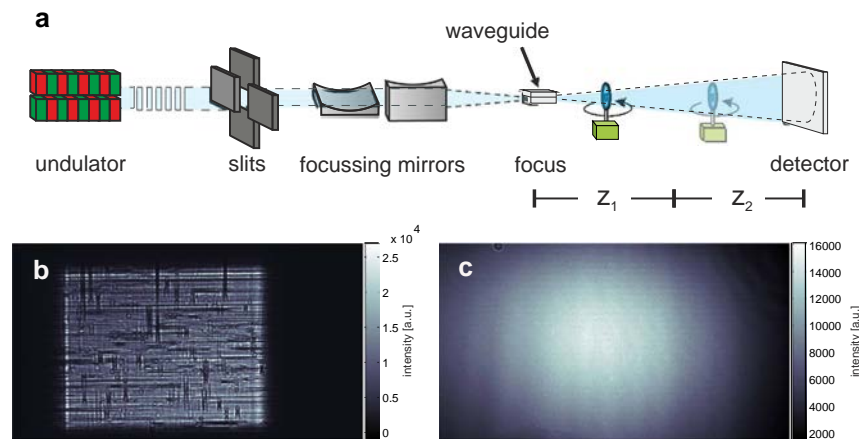 a
waveguide
undulator
slits
focussing mirrors
focus
detector
Z1
Z2
b
x 10^4
2.5
2
1.5
1
0.5
0
intensity [a.u.]
c
16000
14000
12000
10000
8000
6000
4000
2000
intensity [a.u.]